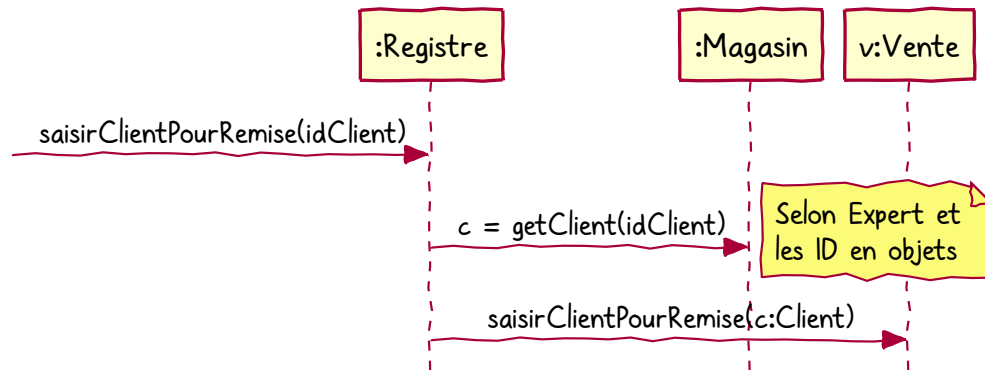 :Registre
:Magasin
v:Vente
saisirClientPourRemise(idClient)
c = getClient(idClient)
Selon Expert et
les ID en objets
saisirClientPourRemise(c:Client)